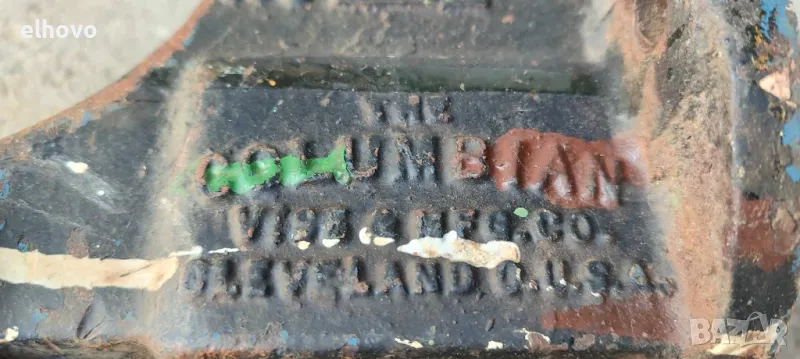 elhovo
THE
COLUMBIAN
VISE & MFG. CO.
CLEVELAND, O. U.S.A.
BAZAR